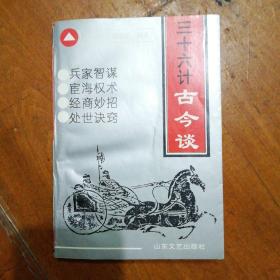 三十六计
古今谈
兵家智谋
宦海权术
经商妙招
处世诀窍
山东文艺出版社